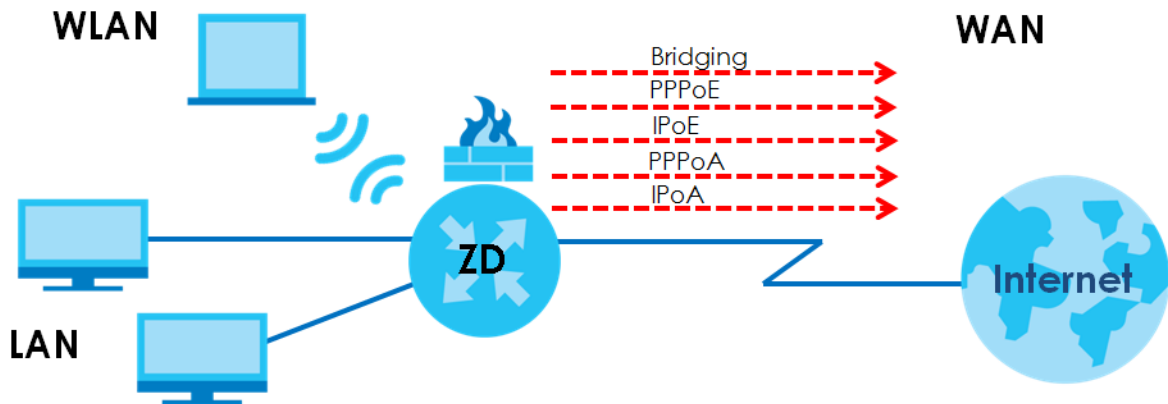 WLAN
WAN
Bridging
PPPoE
IPoE
PPPoA
IPoA
ZD
Internet
LAN